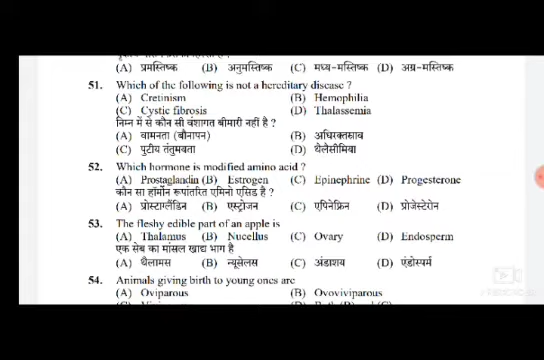 (A) प्रमस्तिष्क (B) अनुमस्तिष्क (C) मध्य-मस्तिष्क (D) अग्र-मस्तिष्क
51. Which of the following is not a hereditary disease ?
(A) Cretinism (B) Hemophilia
(C) Cystic fibrosis (D) Thalassemia
निम्न में से कौन सी वंशागत बीमारी नहीं है ?
(A) वामनता (बौनापन) (B) अधिरक्तस्राव
(C) पुटीय तंतुमयता (D) थैलेसीमिया
52. Which hormone is modified amino acid ?
(A) Prostaglandin (B) Estrogen (C) Epinephrine (D) Progesterone
कौन सा हॉर्मोन रूपांतरित एमिनो एसिड है ?
(A) प्रोस्टाग्लैंडिन (B) एस्ट्रोजन (C) एपिनेफ्रिन (D) प्रोजेस्टेरोन
53. The fleshy edible part of an apple is
(A) Thalamus (B) Nucellus (C) Ovary (D) Endosperm
एक सेब का मांसल खाद्य भाग है
(A) थैलामस (B) न्यूसेलस (C) अंडाशय (D) एंडोस्पर्म
54. Animals giving birth to young ones are
(A) Oviparous (B) Ovoviviparous